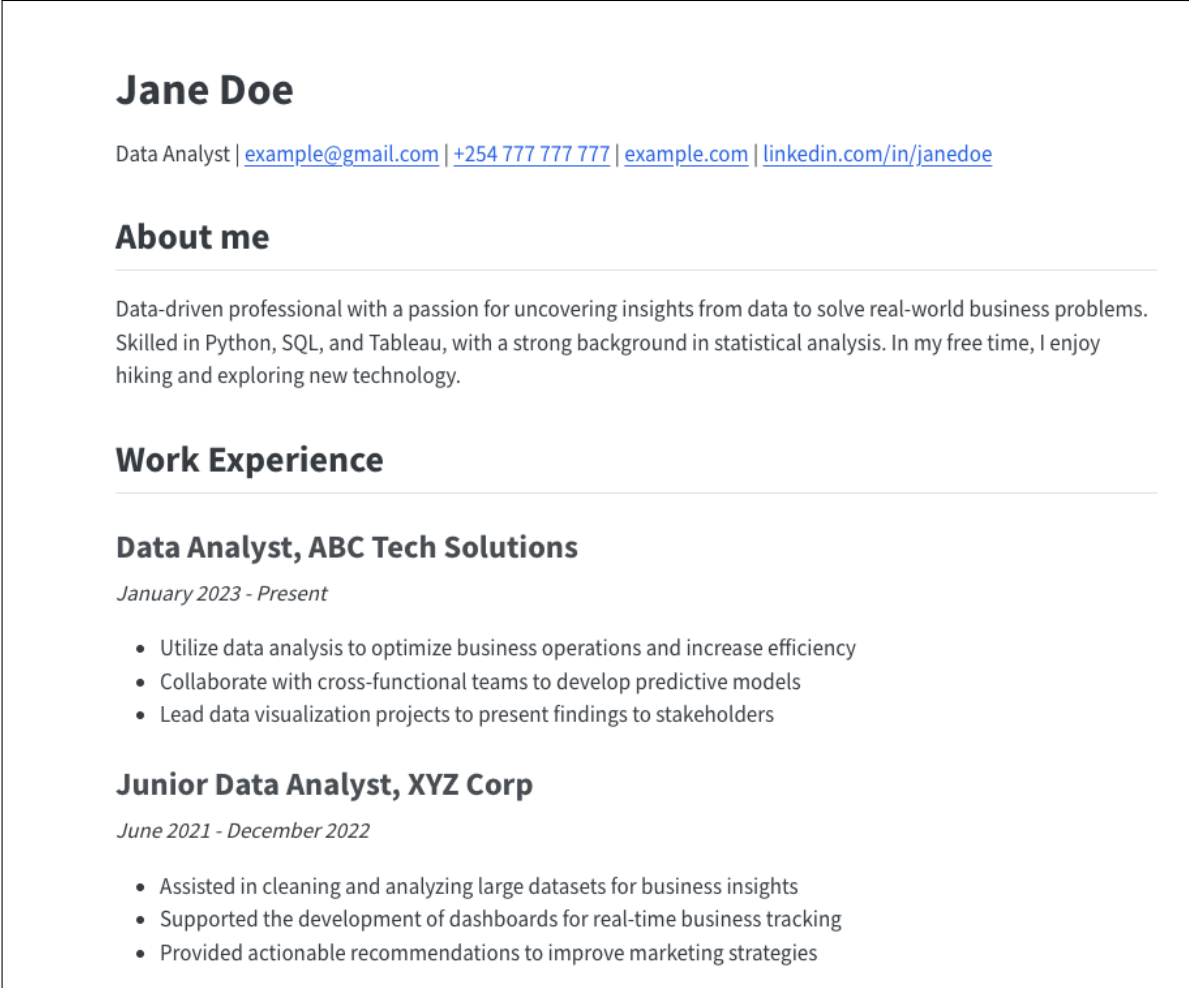 Jane Doe
Data Analyst | example@gmail.com | +254 777 777 777 | example.com | linkedin.com/in/janedoe
About me
Data-driven professional with a passion for uncovering insights from data to solve real-world business problems.
Skilled in Python, SQL, and Tableau, with a strong background in statistical analysis. In my free time, I enjoy
hiking and exploring new technology.
Work Experience
Data Analyst, ABC Tech Solutions
January 2023 - Present
• Utilize data analysis to optimize business operations and increase efficiency
• Collaborate with cross-functional teams to develop predictive models
• Lead data visualization projects to present findings to stakeholders
Junior Data Analyst, XYZ Corp
June 2021 - December 2022
• Assisted in cleaning and analyzing large datasets for business insights
• Supported the development of dashboards for real-time business tracking
• Provided actionable recommendations to improve marketing strategies